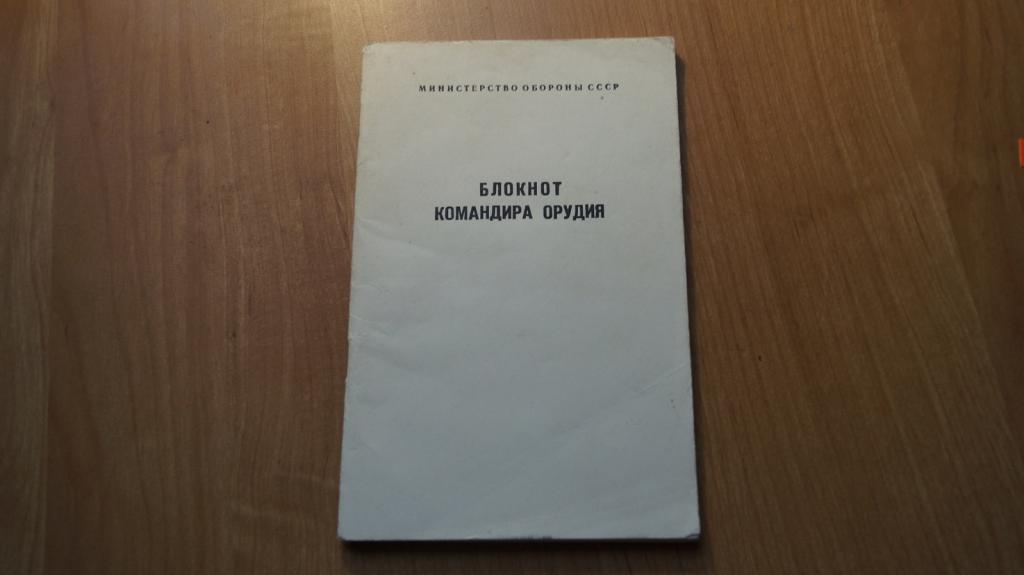 МИНИСТЕРСТВО ОБОРОНЫ СССР
БЛОКНОТ
КОМАНДИРА ОРУДИЯ